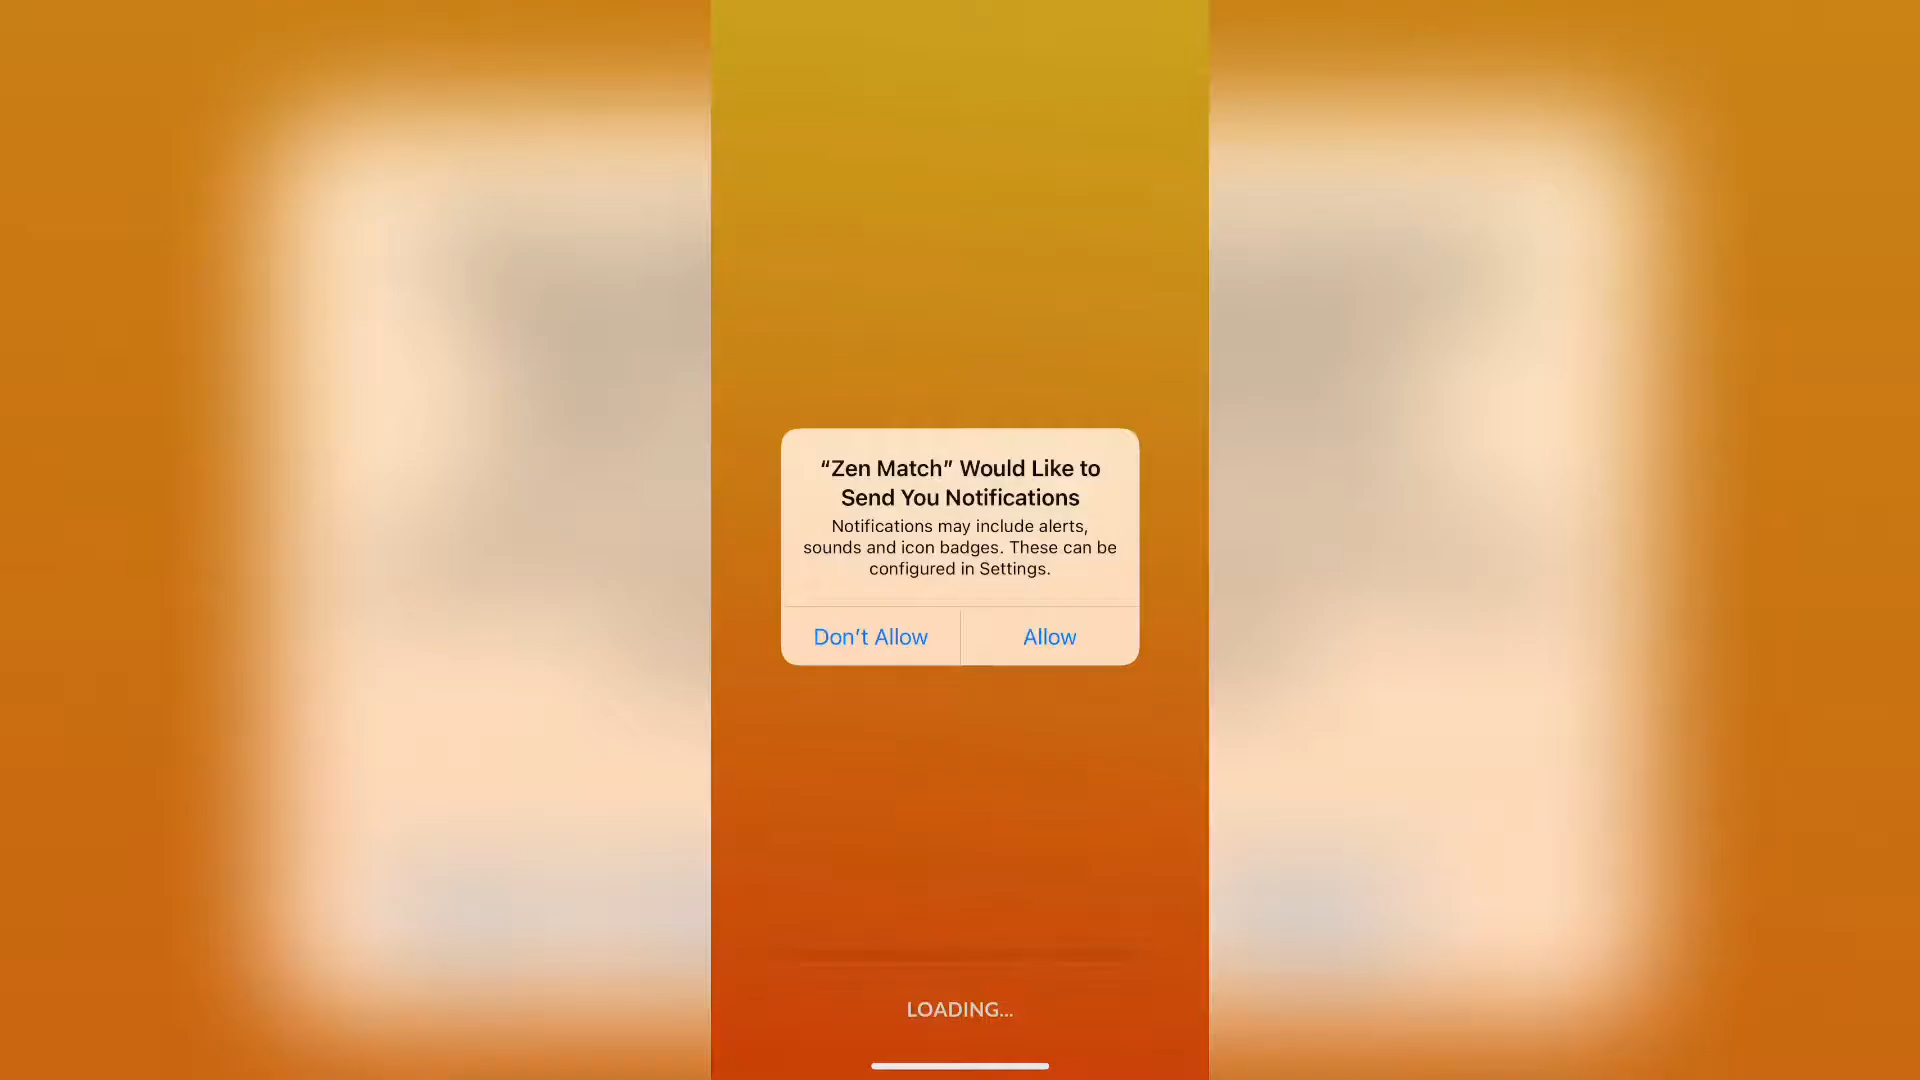 “Zen Match” Would Like to
Send You Notifications
Notifications may include alerts,
sounds and icon badges. These can be
configured in Settings.
Don’t Allow
Allow
LOADING...